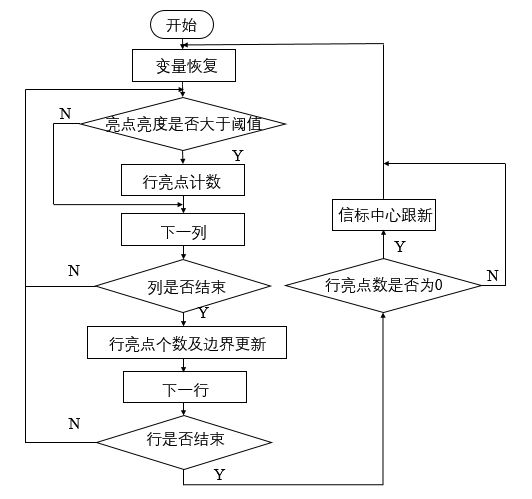 开始
变量恢复
N
亮点亮度是否大于阈值
Y
行亮点计数
下一列
N
列是否结束
Y
行亮点个数及边界更新
下一行
N
行是否结束
Y
信标中心跟新
Y
行亮点数是否为0
N